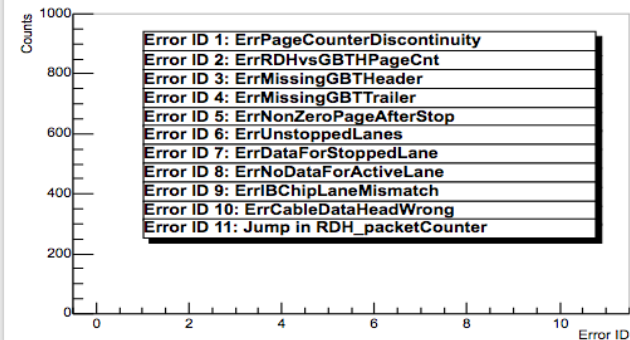 Counts
1000
800
600
400
200
0
Error ID 1: ErrPageCounterDiscontinuity
Error ID 2: ErrRDHvsGBTHPageCnt
Error ID 3: ErrMissingGBTHeader
Error ID 4: ErrMissingGBTTrailer
Error ID 5: ErrNonZeroPageAfterStop
Error ID 6: ErrUnstoppedLanes
Error ID 7: ErrDataForStoppedLane
Error ID 8: ErrNoDataForActiveLane
Error ID 9: ErrIBChipLaneMismatch
Error ID 10: ErrCableDataHeadWrong
Error ID 11: Jump in RDH_packetCounter
0 2 4 6 8 10
Error ID